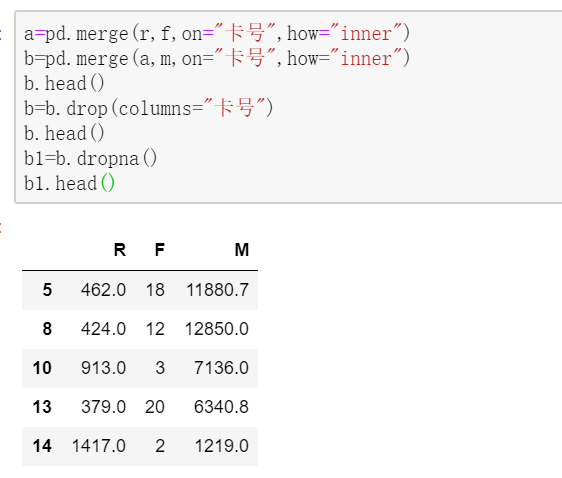 a=pd.merge(r,f,on="卡号",how="inner")
b=pd.merge(a,m,on="卡号",how="inner")
b.head()
b=b.drop(columns="卡号")
b.head()
b1=b.dropna()
b1.head()
R F M
5 462.0 18 11880.7
8 424.0 12 12850.0
10 913.0 3 7136.0
13 379.0 20 6340.8
14 1417.0 2 1219.0